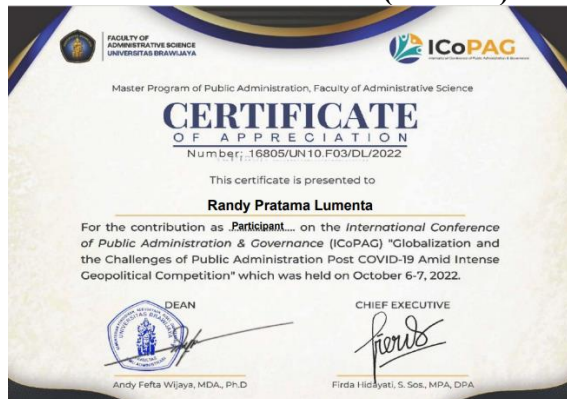 FACULTY OF
ADMINISTRATIVE SCIENCE
UNIVERSITAS BRAWIJAYA
ICoPAG
Master Program of Public Administration, Faculty of Administrative Science
CERTIFICATE
OF APPRECIATION
Number: 16805/UN10.F03/DL/2022
This certificate is presented to
Randy Pratama Lumenta
For the contribution as Participant on the International Conference
of Public Administration & Governance (ICoPAG) "Globalization and
the Challenges of Public Administration Post COVID-19 Amid Intense
Geopolitical Competition" which was held on October 6-7, 2022.
DEAN
CHIEF EXECUTIVE
UNIVERSITAS BRAWIJAYA
Andy Fefta Wijaya, MDA., Ph.D
Firda Hidayati, S. Sos., MPA, DPA